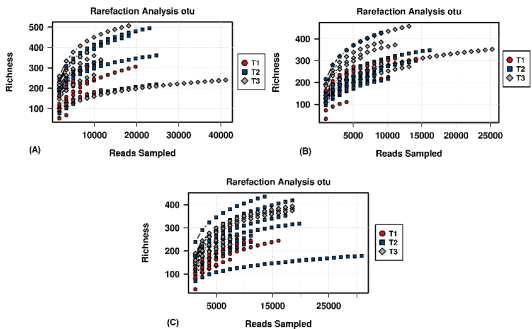 Rarefaction Analysis otu
Richness
500
400
300
200
100
10000 20000 30000 40000
Reads Sampled
T1
T2
T3
(A)
Rarefaction Analysis otu
Richness
400
300
200
100
5000 10000 15000 20000 25000
Reads Sampled
T1
T2
T3
(B)
Rarefaction Analysis otu
Richness
400
300
200
100
5000 15000 25000
Reads Sampled
T1
T2
T3
(C)